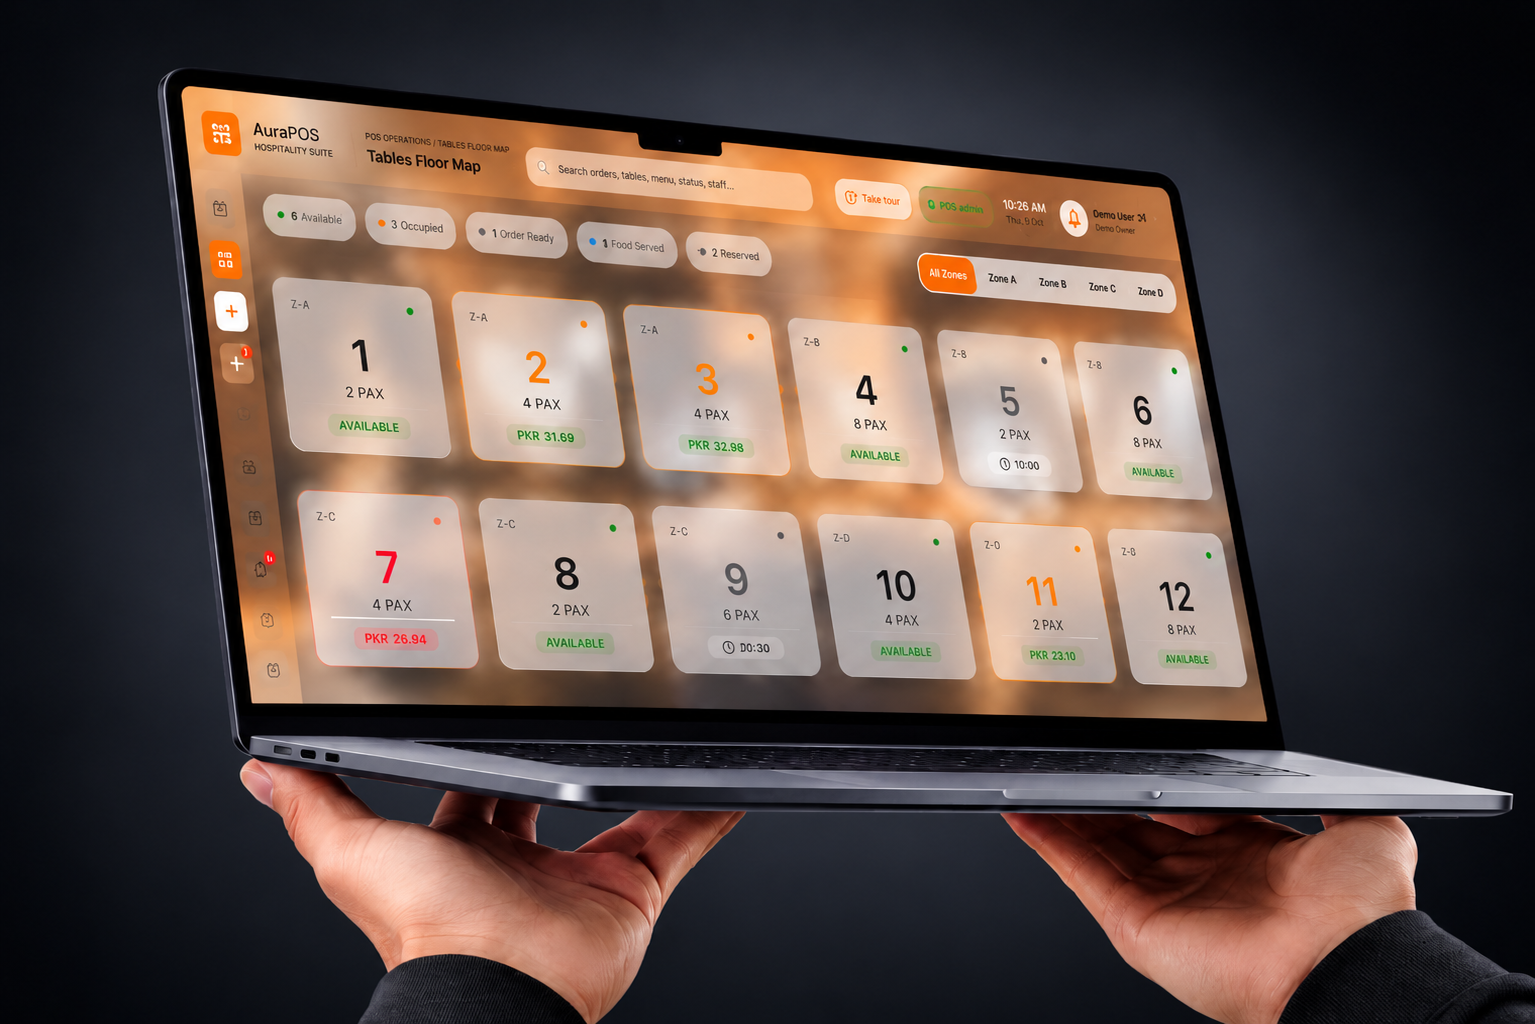 AuraPOS
HOSPITALITY SUITE
POS OPERATIONS / TABLES FLOOR MAP
Tables Floor Map
Search orders, tables, menu, status, staff...
Take tour
POS admin
10:26 AM
Thu, Oct
Demo User
Demo Owner
6 Available
3 Occupied
1 Order Ready
1 Food Served
2 Reserved
All Zones
Zone A
Zone B
Zone C
Zone D
Z-A
1
2 PAX
AVAILABLE
Z-A
2
4 PAX
PKR 31.69
Z-A
3
4 PAX
PKR 32.98
Z-B
4
8 PAX
AVAILABLE
Z-B
5
2 PAX
10:00
Z-B
6
8 PAX
AVAILABLE
Z-C
7
4 PAX
PKR 26.94
Z-C
8
2 PAX
AVAILABLE
Z-C
9
6 PAX
00:30
Z-D
10
4 PAX
AVAILABLE
Z-D
11
2 PAX
PKR 23.10
12
8 PAX
AVAILABLE